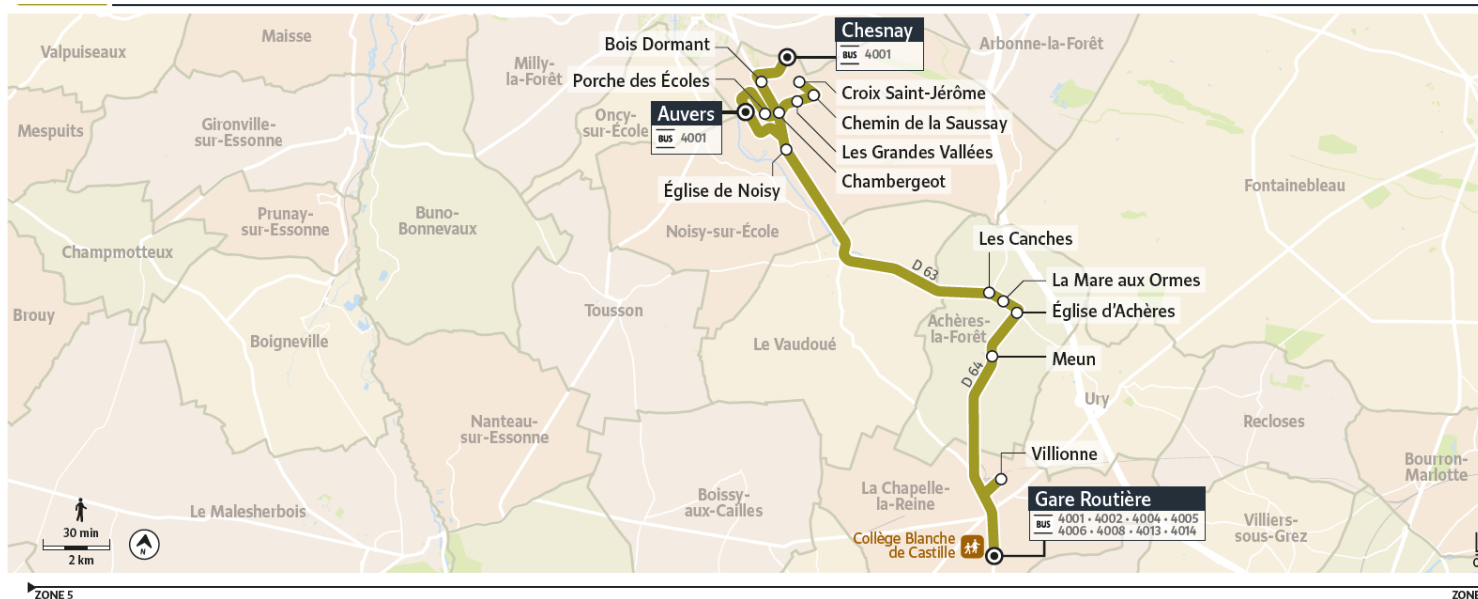 Valpuiseaux
Maisse
Milly-
la-Forêt
Bois Dormant
Chesnay
BUS 4001
Arbonne-la-Forêt
Porche des Écoles
Croix Saint-Jérôme
Mespuits
Gironville-
sur-Essonne
Oncy-
sur-École
Auvers
BUS 4001
Chemin de la Saussay
Les Grandes Vallées
Chambergeot
Église de Noisy
Fontainebleau
Prunay-
sur-Essonne
Buno-
Bonnevaux
Noisy-sur-École
Champmotteux
Les Canches
D 63
La Mare aux Ormes
Église d'Achères
Brouy
Tousson
Boigneville
Le Vaudoué
Achères-
la-Forêt
Meun
D 64
Ury
Nanteau-
sur-Essonne
Recloses
Villionne
Bourron-
Marlotte
Boissy-
aux-Cailles
La Chapelle-
la-Reine
Gare Routière
BUS 4001 • 4002 • 4004 • 4005
4006 • 4008 • 4013 • 4014
Le Malesherbois
Villiers-
sous-Grez
Collège Blanche
de Castille
30 min
2 km
N
ZONE 5
ZONE